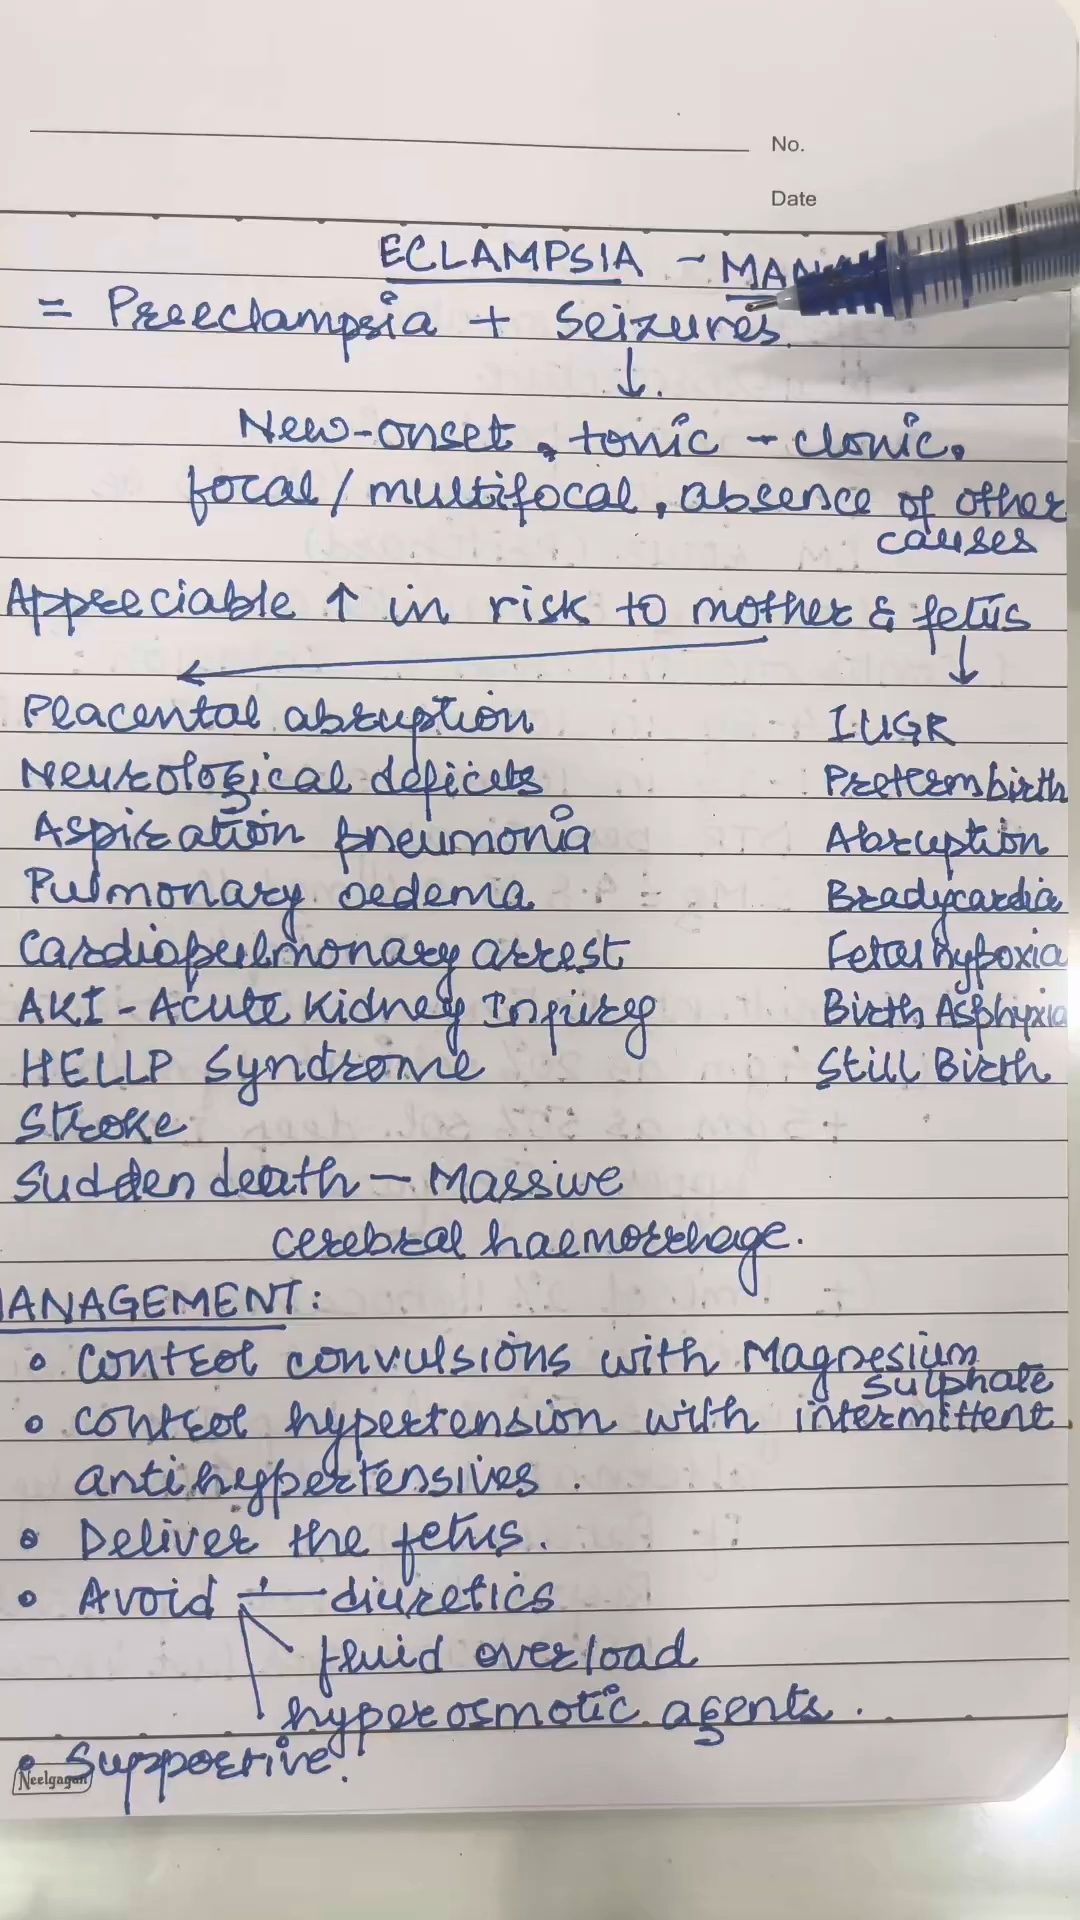 No.
Date
ECLAMPSIA -
= Preeclampsia + Seizures.
↓
New-onset, tonic - clonic,
focal / multifocal, absence of other
causes
Appreciable ↑ in risk to mother & fetus
Placental abruption IUGR
Neurological deficits Preterm birth
Aspiration pneumonia Abruption
Pulmonary oedema Bradycardia
Cardiopulmonary arrest Fetal hypoxia
AKI - Acute Kidney Injury Birth Asphyxia
HELLP Syndrome Still Birth
Stroke
Sudden death - Massive
cerebral haemorrhage.
MANAGEMENT:
• Control convulsions with Magnesium
sulphate
• Control hypertension with intermittent
antihypertensives.
• Deliver the fetus.
• Avoid - diuretics
fluid overload
hyperosmotic agents.
• Supportive.
Neelgagan